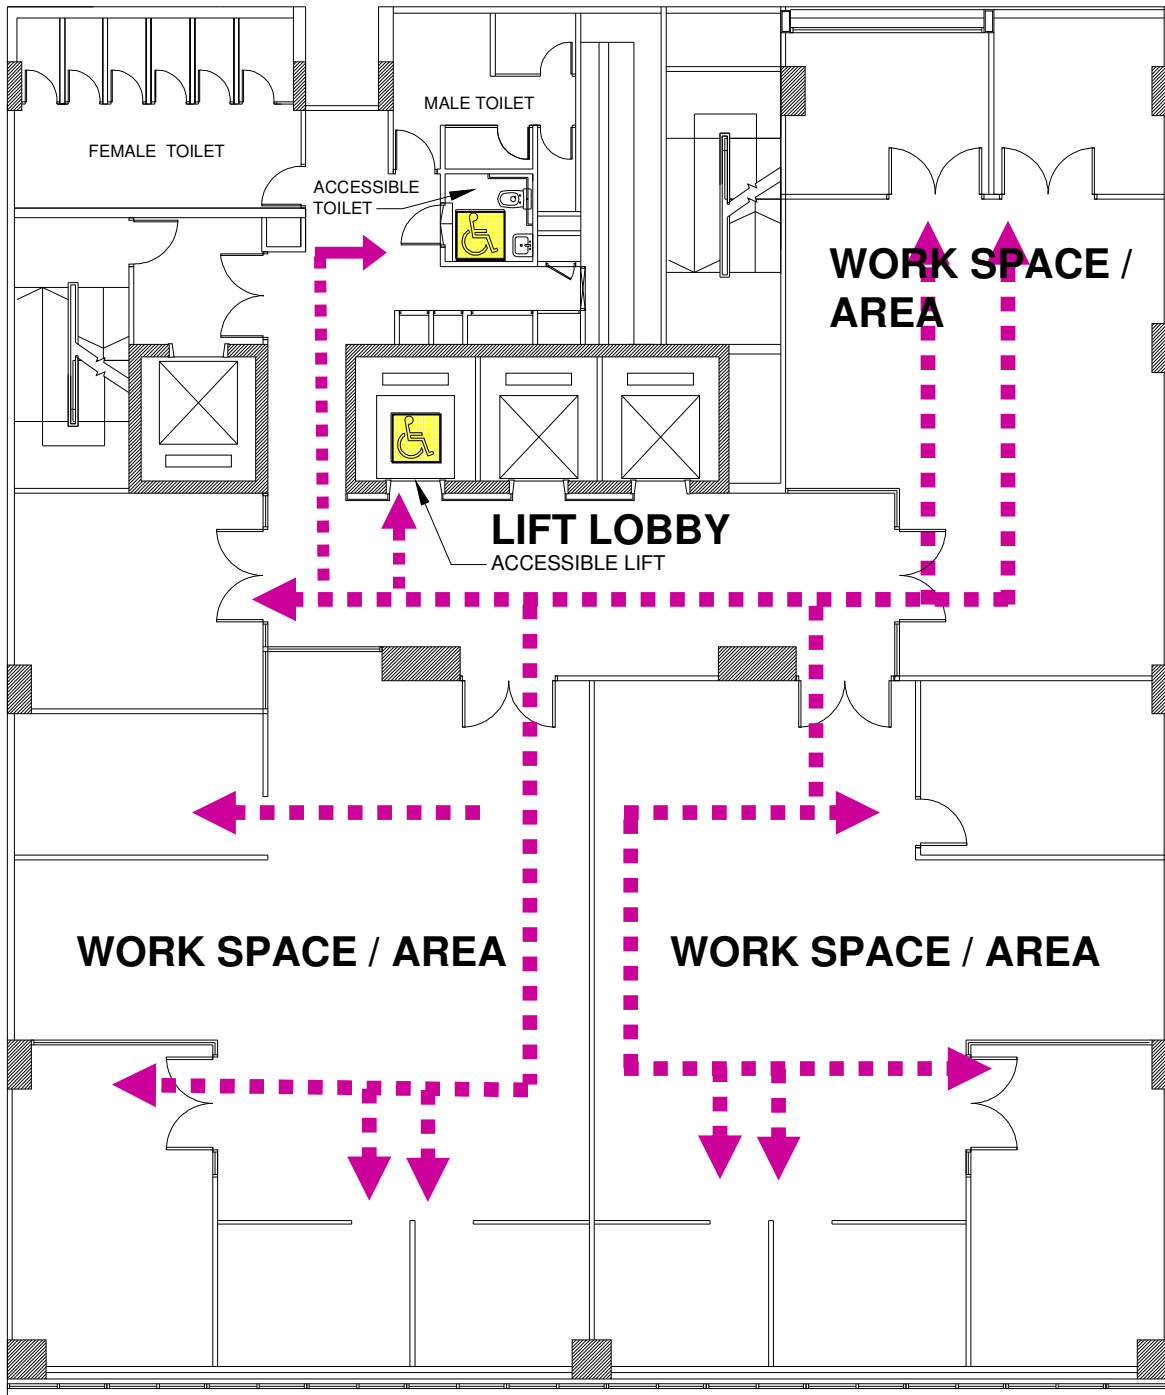 MALE TOILET
FEMALE TOILET
ACCESSIBLE
TOILET
WORK SPACE /
AREA
LIFT LOBBY
ACCESSIBLE LIFT
WORK SPACE / AREA
WORK SPACE / AREA